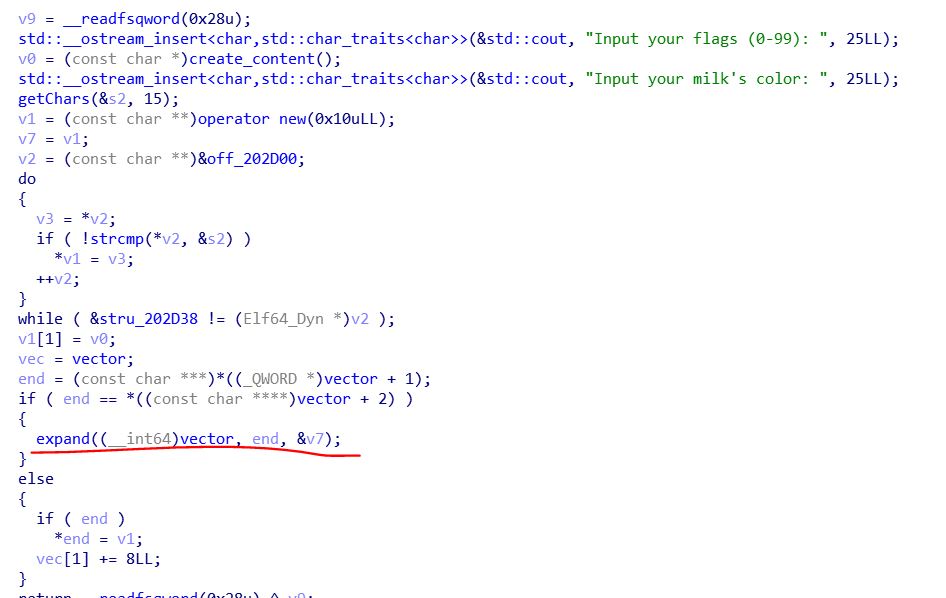 v9 = __readfsqword(0x28u);
std::__ostream_insert<char,std::char_traits<char>>(&std::cout, "Input your flags (0-99): ", 25LL);
v0 = (const char *)create_content();
std::__ostream_insert<char,std::char_traits<char>>(&std::cout, "Input your milk's color: ", 25LL);
getChars(&s2, 15);
v1 = (const char **)operator new(0x10uLL);
v7 = v1;
v2 = (const char **)&off_202D00;
do
{
v3 = *v2;
if ( !strcmp(*v2, &s2) )
*v1 = v3;
++v2;
}
while ( &stru_202D38 != (Elf64_Dyn *)v2 );
v1[1] = v0;
vec = vector;
end = (const char ***)*((_QWORD *)vector + 1);
if ( end == *((const char ****)vector + 2) )
{
expand((__int64)vector, end, &v7);
}
else
{
if ( end )
*end = v1;
vec[1] += 8LL;
}
return __readfsqword(0x28u) ^ v9;